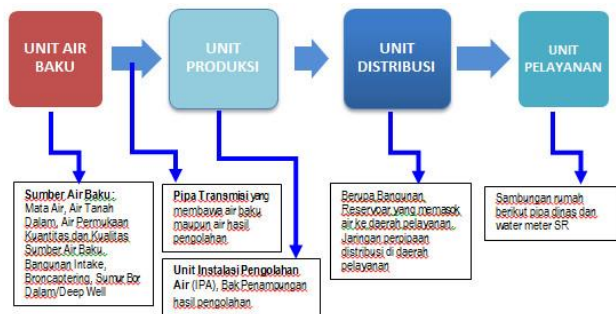 UNIT AIR
BAKU
UNIT
PRODUKSI
UNIT
DISTRIBUSI
UNIT
PELAYANAN
Sumber Air Baku :
Mata Air, Air Tanah
Dalam, Air Permukaan
Kuantitas dan Kualitas
Sumber Air Baku
Bangunan Intake,
Broncaptering, Sumur Bor
Dalam/Deep Well
Pipa Transmisi yang
membawa air baku
maupun air hasil
pengolahan.
Unit Instalasi Pengolahan
Air (IPA), Bak Penampungan
hasil pengolahan.
Berupa Bangunan
Reservoar yang memasok
air ke daerah pelayanan
Jaringan perpipaan
distribusi di daerah
pelayanan
Sambungan rumah
berikut pipa dinas dan
water meter SR